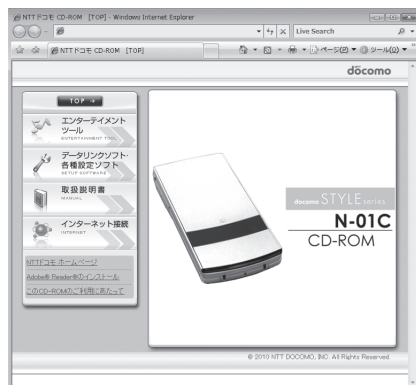 NTTドコモ CD-ROM [TOP] - Windows Internet Explorer
Live Search
NTTドコモ CD-ROM [TOP]
ページ(P)
ツール(O)
döcomo
TOP →
エンターテイメント
ツール
ENTERTAINMENT TOOL
データリンクソフト・
各種設定ソフト
SETUP SOFTWARE
取扱説明書
MANUAL
インターネット接続
INTERNET
NTTドコモ ホームページ
Adobe® Reader®のインストール
このCD-ROMのご利用にあたって
docomo STYLE series
N-01C
CD-ROM
© 2010 NTT DOCOMO, INC. All Rights Reserved.